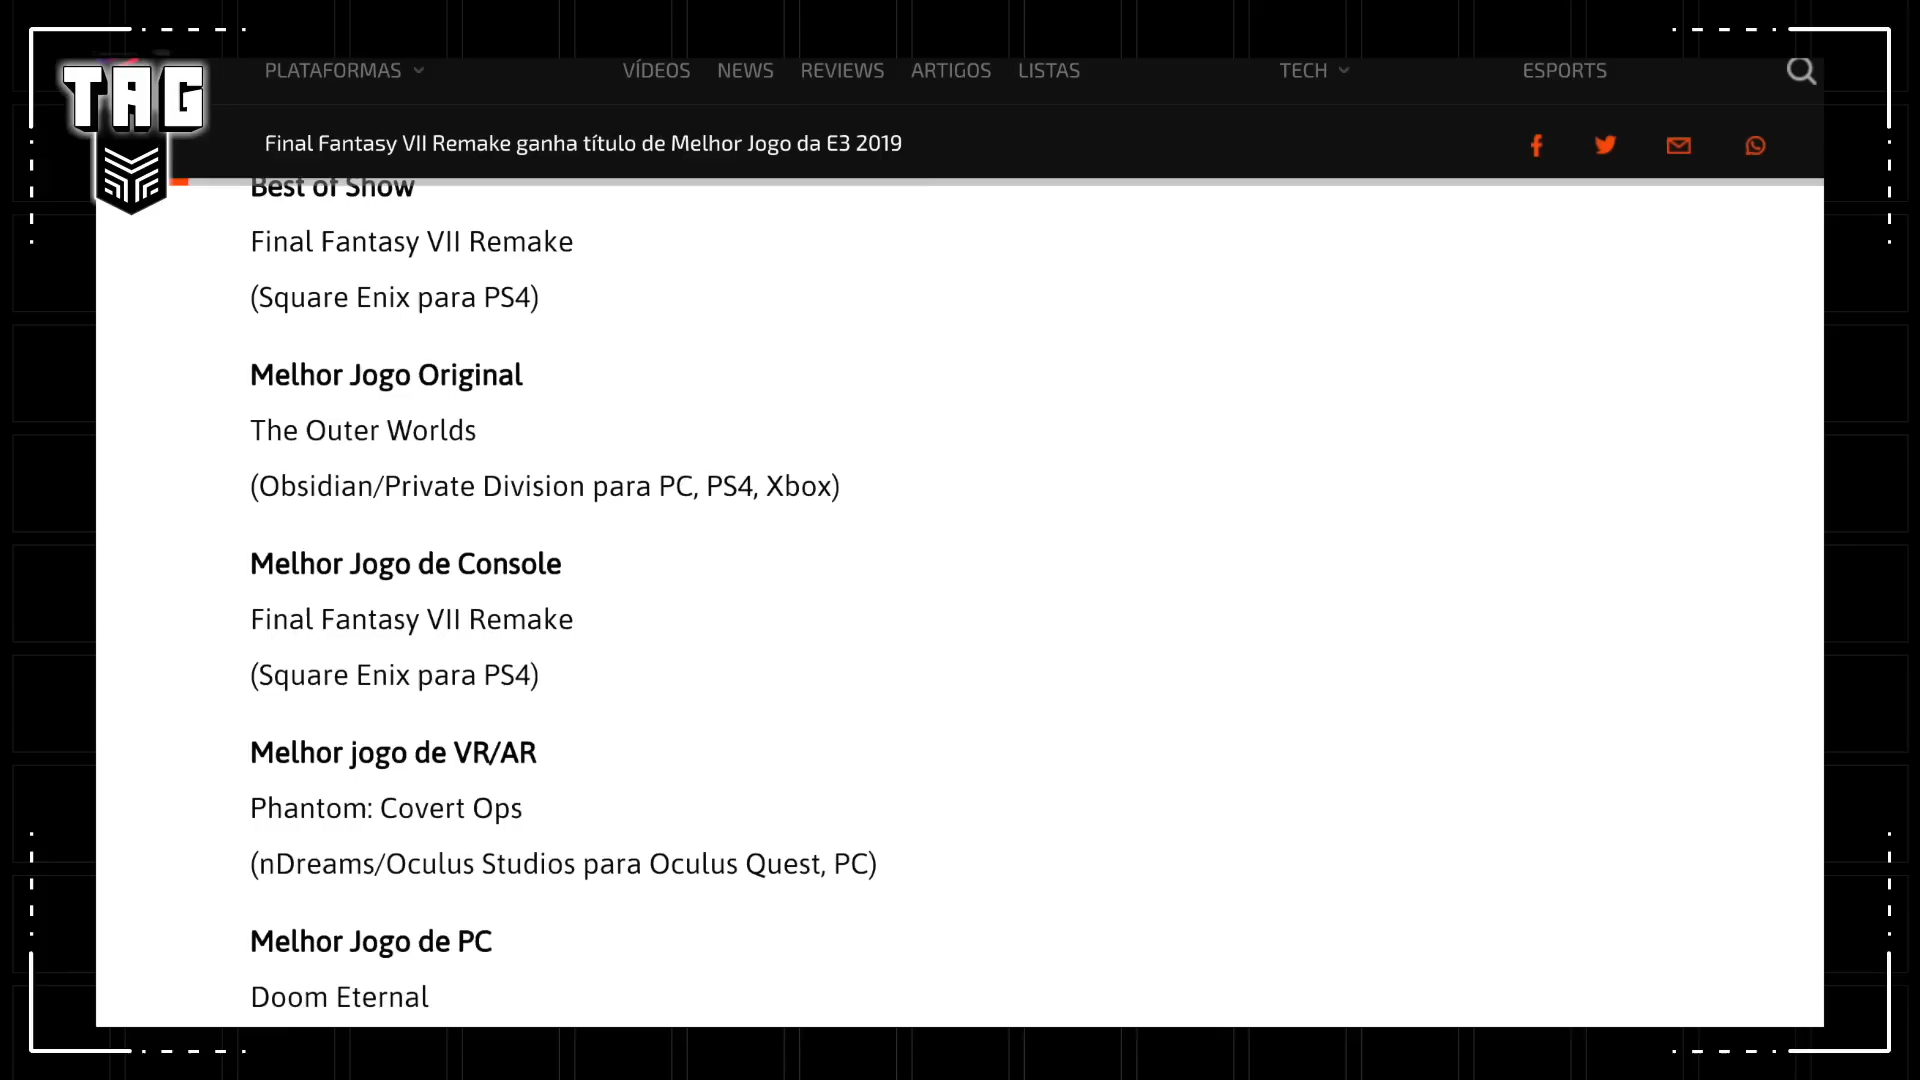 TAG
PLATAFORMAS VÍDEOS NEWS REVIEWS ARTIGOS LISTAS TECH ESPORTS
Final Fantasy VII Remake ganha título de Melhor Jogo da E3 2019
Best of Show
Final Fantasy VII Remake
(Square Enix para PS4)
Melhor Jogo Original
The Outer Worlds
(Obsidian/Private Division para PC, PS4, Xbox)
Melhor Jogo de Console
Final Fantasy VII Remake
(Square Enix para PS4)
Melhor jogo de VR/AR
Phantom: Covert Ops
(nDreams/Oculus Studios para Oculus Quest, PC)
Melhor Jogo de PC
Doom Eternal